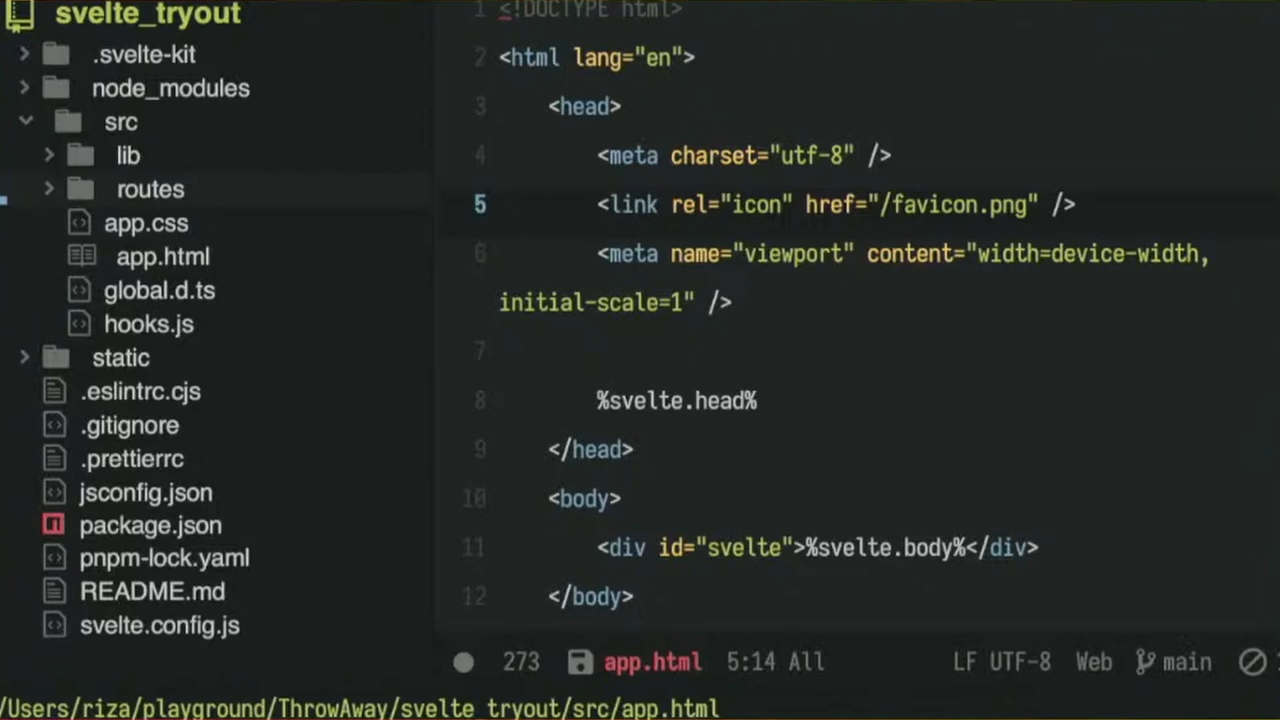 svelte_tryout
.svelte-kit
node_modules
src
lib
routes
app.css
app.html
global.d.ts
hooks.js
static
.eslintrc.cjs
.gitignore
.prettierrc
jsconfig.json
package.json
pnpm-lock.yaml
README.md
svelte.config.js
1 <!DOCTYPE html>
2 <html lang="en">
3 <head>
4 <meta charset="utf-8" />
5 <link rel="icon" href="/favicon.png" />
6 <meta name="viewport" content="width=device-width,
initial-scale=1" />
7
8 %svelte.head%
9 </head>
10 <body>
11 <div id="svelte">%svelte.body%</div>
12 </body>
273 app.html 5:14 All LF UTF-8 Web main
/Users/riza/playground/ThrowAway/svelte_tryout/src/app.html